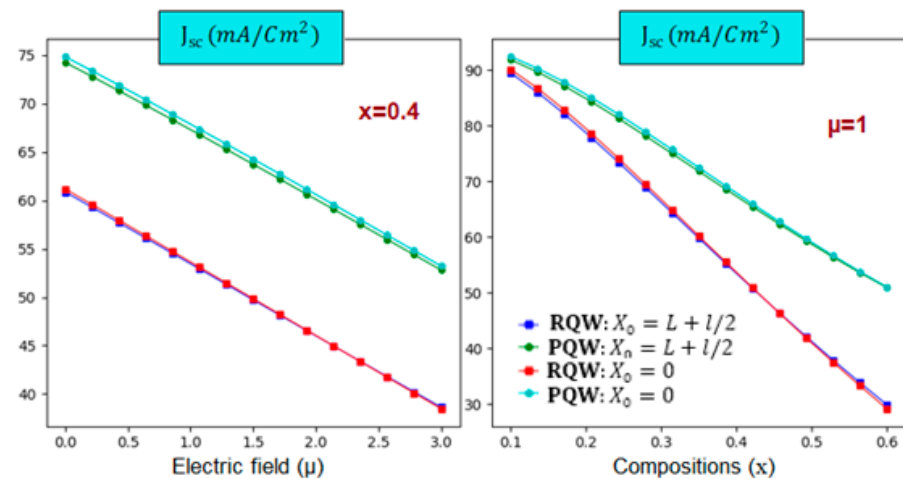 J_sc (mA/Cm²)
x=0.4
75
70
65
60
55
50
45
40
0.0 0.5 1.0 1.5 2.0 2.5 3.0
Electric field (μ)
J_sc (mA/Cm²)
μ=1
90
80
70
60
50
40
30
RQW: X₀ = L + l/2
PQW: X₀ = L + l/2
RQW: X₀ = 0
PQW: X₀ = 0
0.1 0.2 0.3 0.4 0.5 0.6
Compositions (x)